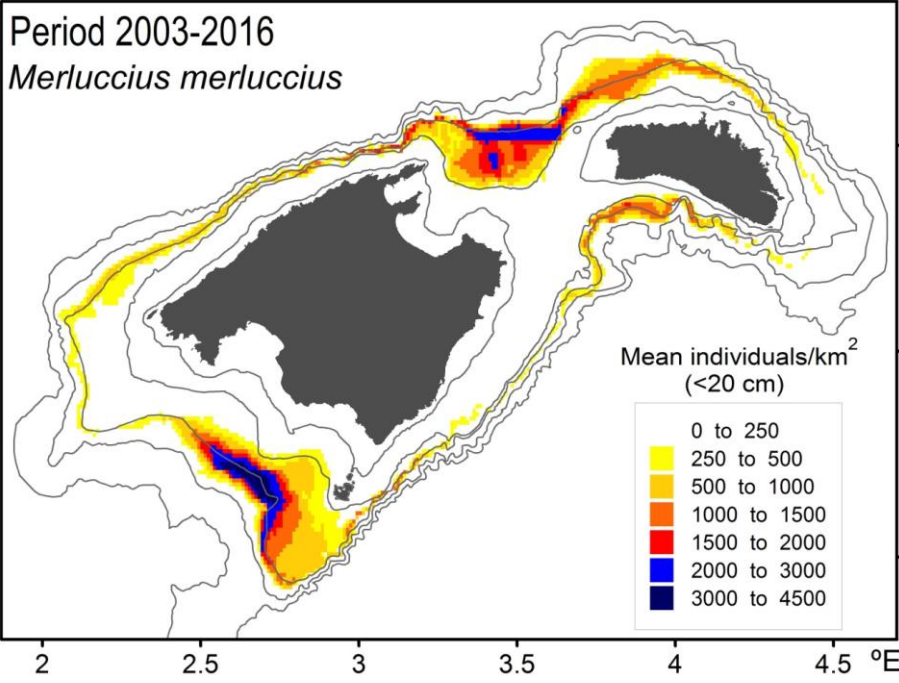 Period 2003-2016
Merluccius merluccius
Mean individuals/km²
(<20 cm)
0 to 250
250 to 500
500 to 1000
1000 to 1500
1500 to 2000
2000 to 3000
3000 to 4500
2 2.5 3 3.5 4 4.5 ºE